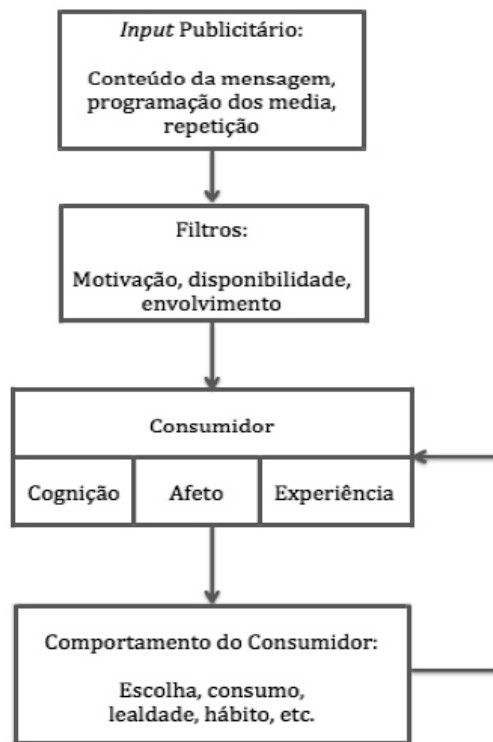 Input Publicitário:
Conteúdo da mensagem,
programação dos media,
repetição
Filtros:
Motivação, disponibilidade,
envolvimento
Consumidor
Cognição
Afeto
Experiência
Comportamento do Consumidor:
Escolha, consumo,
lealdade, hábito, etc.